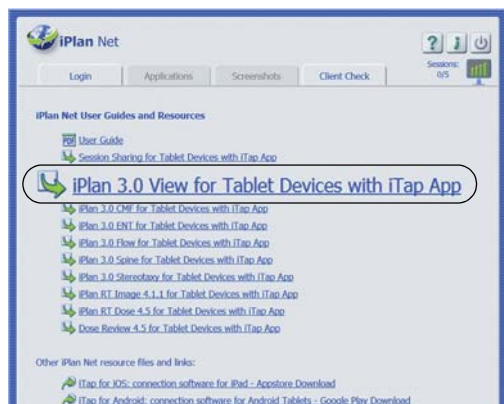 iPlan Net
Login Applications Screenshots Client Check
Sessions:
0/5
iPlan Net User Guides and Resources
PDF User Guide
Session Sharing for Tablet Devices with iTap App
iPlan 3.0 View for Tablet Devices with iTap App
iPlan 3.0 CMF for Tablet Devices with iTap App
iPlan 3.0 ENT for Tablet Devices with iTap App
iPlan 3.0 Flow for Tablet Devices with iTap App
iPlan 3.0 Spine for Tablet Devices with iTap App
iPlan 3.0 Stereotaxy for Tablet Devices with iTap App
iPlan RT Image 4.1.1 for Tablet Devices with iTap App
iPlan RT Dose 4.5 for Tablet Devices with iTap App
Dose Review 4.5 for Tablet Devices with iTap App
Other iPlan Net resource files and links:
iTap for iOS: connection software for iPad - Appstore Download
iTap for Android: connection software for Android Tablets - Google Play Download